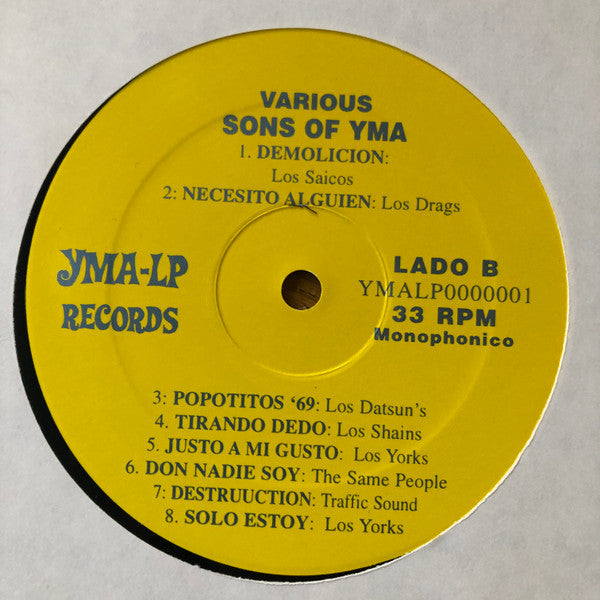 VARIOUS
SONS OF YMA
1. DEMOLICION:
Los Saicos
2: NECESITO ALGUIEN: Los Drags
YMA-LP
RECORDS
LADO B
YMALP0000001
33 RPM
Monophonico
3: POPOTITOS ‘69: Los Datsun's
4. TIRANDO DEDO: Los Shains
5. JUSTO A MI GUSTO: Los Yorks
6. DON NADIE SOY: The Same People
7: DESTRUUCTION: Traffic Sound
8. SOLO ESTOY: Los Yorks